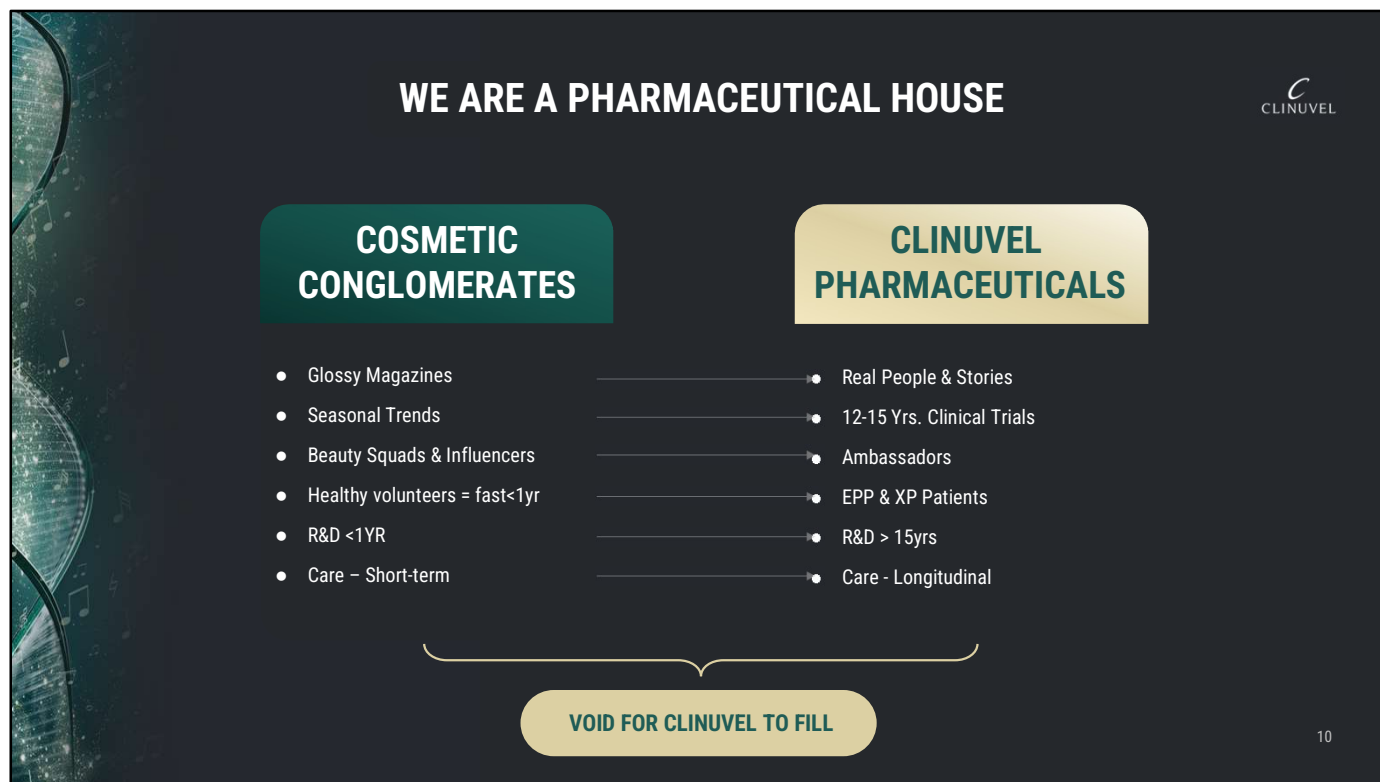 WE ARE A PHARMACEUTICAL HOUSE
C
CLINUVEL
COSMETIC
CONGLOMERATES
CLINUVEL
PHARMACEUTICALS
● Glossy Magazines
● Seasonal Trends
● Beauty Squads & Influencers
● Healthy volunteers = fast<1yr
● R&D <1YR
● Care – Short-term
● Real People & Stories
● 12-15 Yrs. Clinical Trials
● Ambassadors
● EPP & XP Patients
● R&D > 15yrs
● Care - Longitudinal
VOID FOR CLINUVEL TO FILL
10